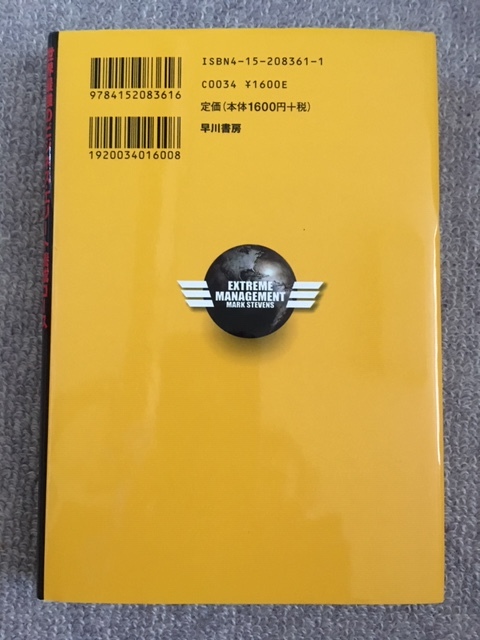 ISBN4-15-208361-1
C0034 ¥1600E
定価(本体1600円+税)
早川書房
9784152083616
1920034016008
EXTREME
MANAGEMENT
MARK STEVENS